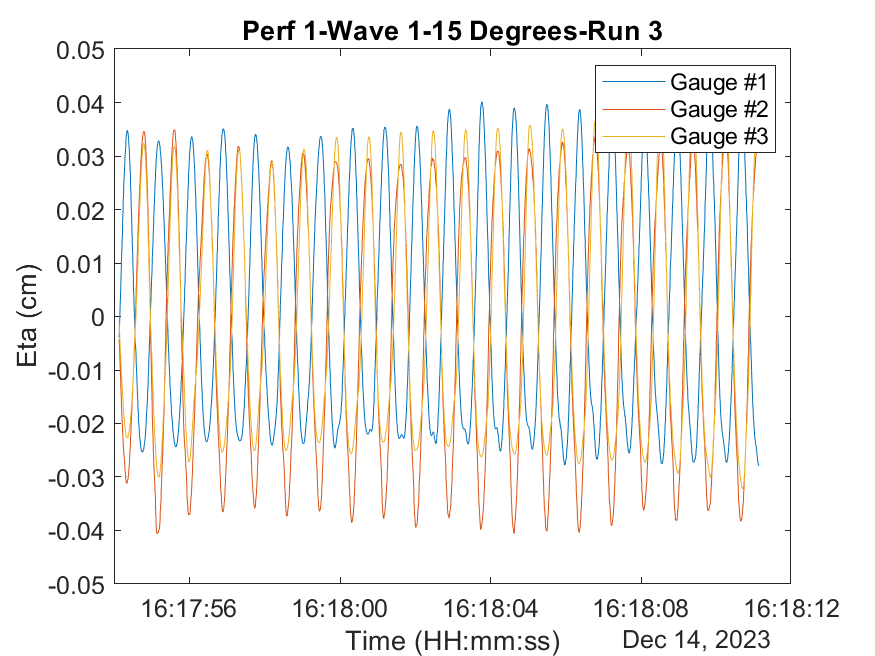 Perf 1-Wave 1-15 Degrees-Run 3
0.05
0.04
0.03
0.02
0.01
0
-0.01
-0.02
-0.03
-0.04
-0.05
Eta (cm)
Gauge #1
Gauge #2
Gauge #3
16:17:56 16:18:00 16:18:04 16:18:08 16:18:12
Time (HH:mm:ss)
Dec 14, 2023